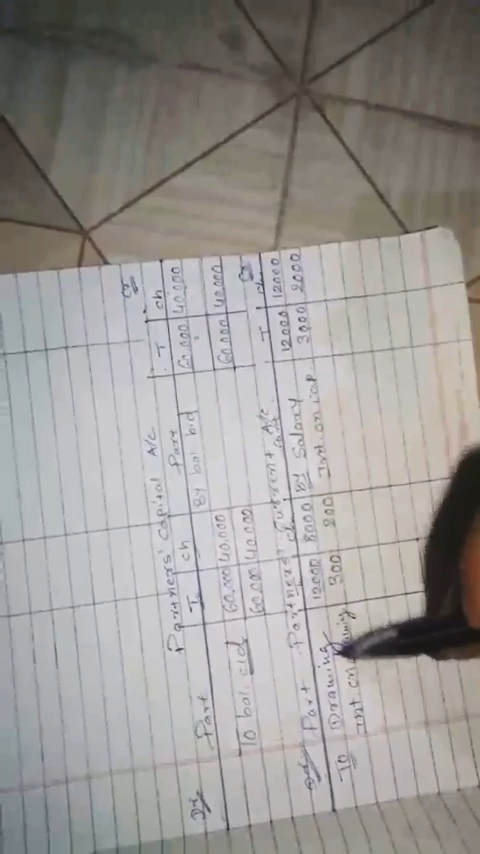 Partners' Capital A/c
Dr Cr
Part T ch Part T ch
To bal. c/d 60,000 40,000 By bal b/d 60,000 40,000
60,000 40,000 60,000 40,000
Partners' Current A/c
Cr
Part ch T
To Drawing 12000 8000 By Salary 12000 12000
Int. on 300 200 Int. on cap. 3000 2000